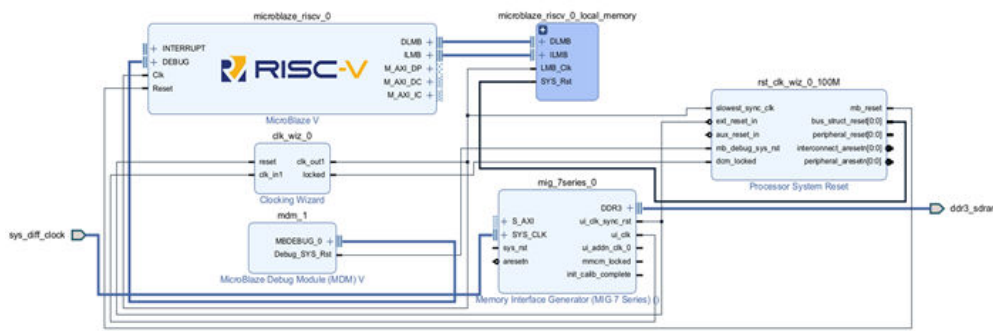 microblaze_riscv_0
INTERRUPT
DEBUG
Clk
Reset
RISC-V
DLMB
ILMB
M_AXI_DP
M_AXI_DC
M_AXI_IC
MicroBlaze V
microblaze_riscv_0_local_memory
DLMB
ILMB
LMB_Clk
SYS_Rst
rst_clk_wiz_0_100M
slowest_sync_clk
ext_reset_in
aux_reset_in
mb_debug_sys_rst
dcm_locked
mb_reset
bus_struct_reset[0:0]
peripheral_reset[0:0]
interconnect_aresetn[0:0]
peripheral_aresetn[0:0]
Processor System Reset
clk_wiz_0
reset
clk_in1
clk_out1
locked
Clocking Wizard
mdm_1
MBDEBUG_0
Debug_SYS_Rst
MicroBlaze Debug Module (MDM) V
mig_7series_0
S_AXI
SYS_CLK
sys_rst
aresetn
DDR3
ui_clk_sync_rst
ui_clk
ui_addn_clk_0
mmcm_locked
init_calib_complete
Memory Interface Generator (MIG 7 Series) ()
sys_diff_clock
ddr3_sdrar